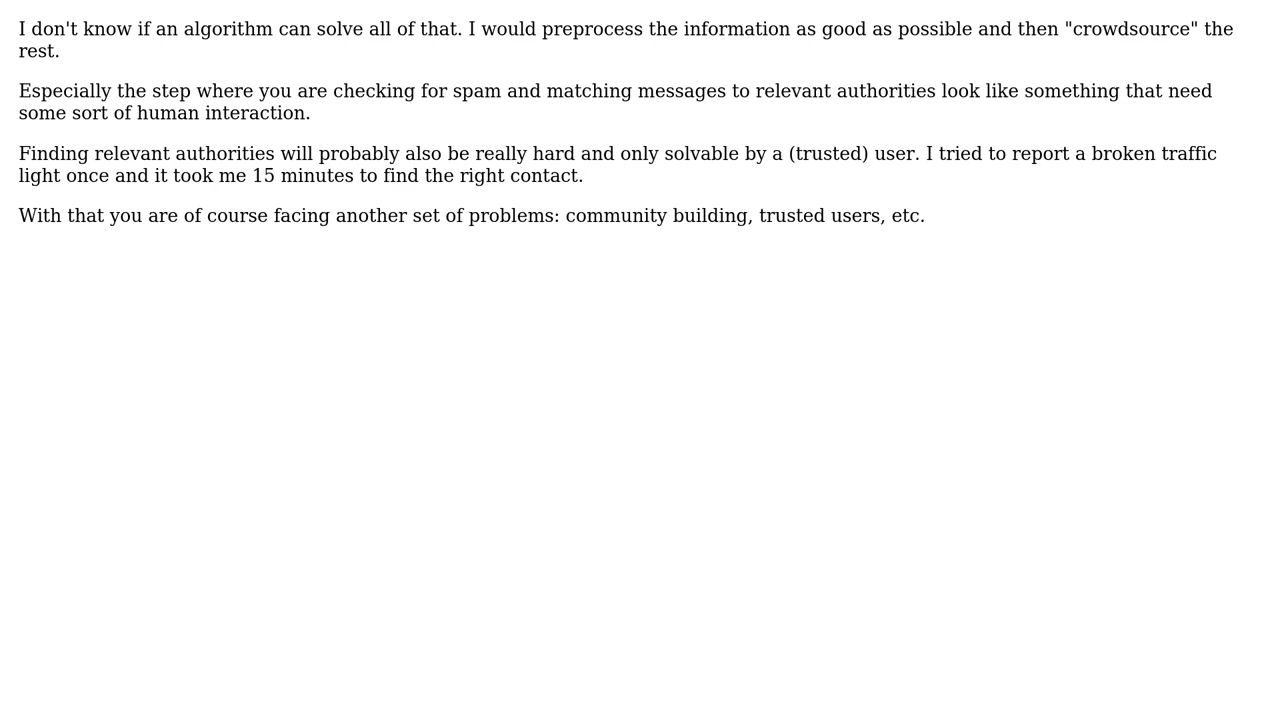 I don't know if an algorithm can solve all of that. I would preprocess the information as good as possible and then "crowdsource" the
rest.
Especially the step where you are checking for spam and matching messages to relevant authorities look like something that need
some sort of human interaction.
Finding relevant authorities will probably also be really hard and only solvable by a (trusted) user. I tried to report a broken traffic
light once and it took me 15 minutes to find the right contact.
With that you are of course facing another set of problems: community building, trusted users, etc.